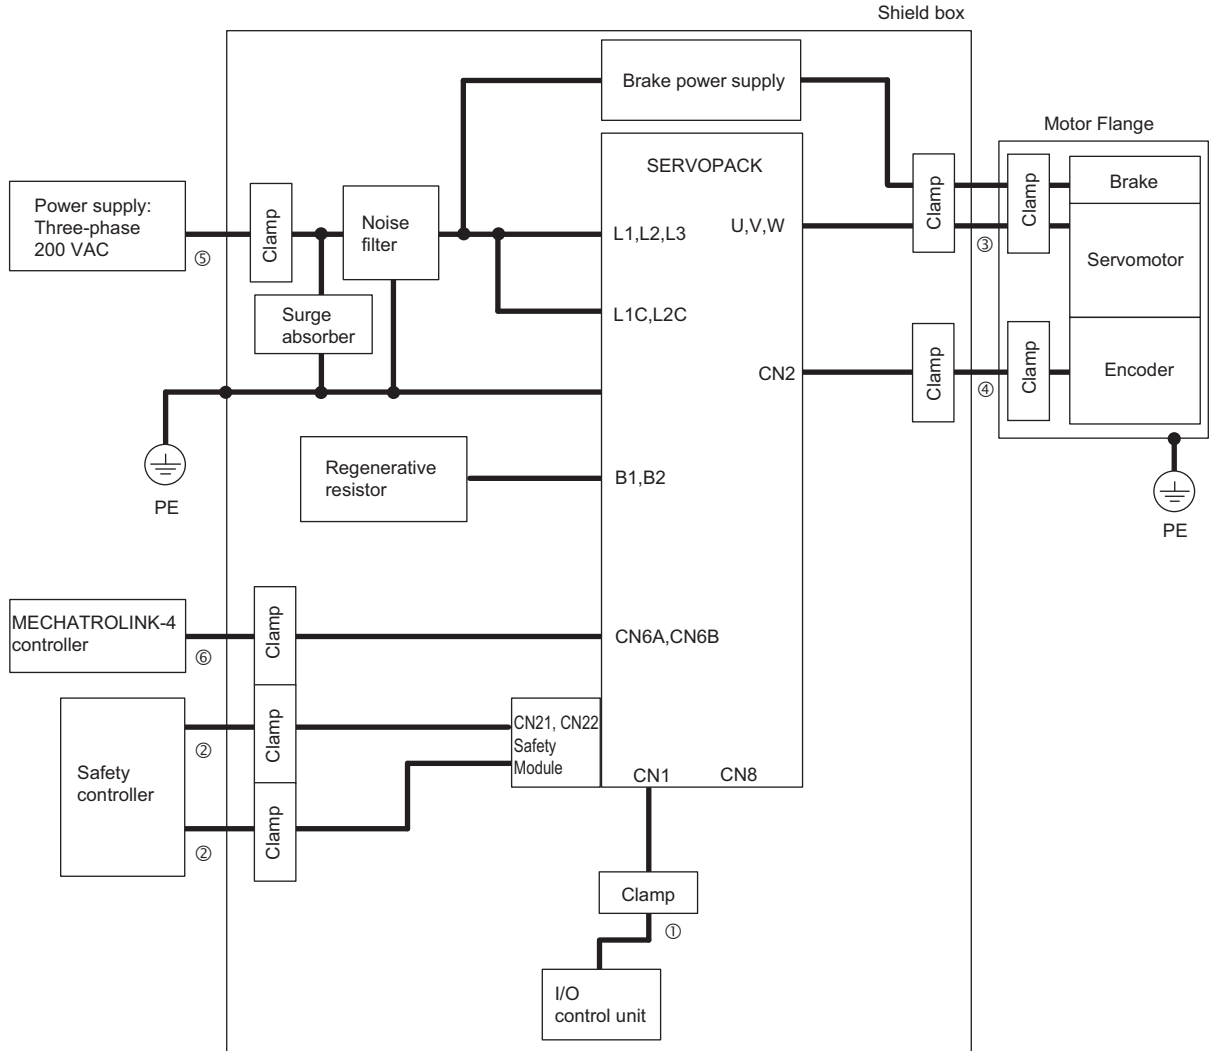 Shield box
Brake power supply
Motor Flange
SERVOPACK
Power supply:
Three-phase
200 VAC
⑤
Clamp
Noise
filter
L1,L2,L3
U,V,W
Clamp
③
Clamp
Brake
Servomotor
Surge
absorber
L1C,L2C
CN2
Clamp
④
Clamp
Encoder
PE
Regenerative
resistor
B1,B2
PE
MECHATROLINK-4
controller
⑥
Clamp
CN6A,CN6B
Safety
controller
②
Clamp
CN21, CN22
Safety
Module
②
Clamp
CN1
CN8
Clamp
①
I/O
control unit